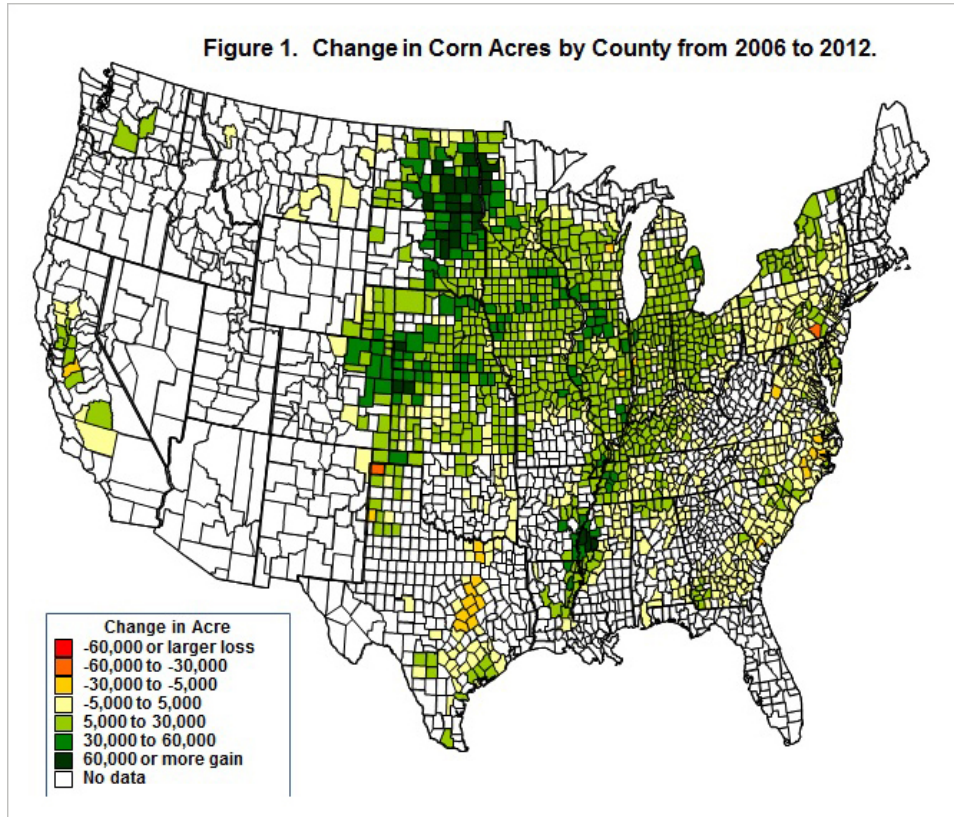 Figure 1.  Change in Corn Acres by County from 2006 to 2012.
Change in Acre
-60,000 or larger loss
-60,000 to -30,000
-30,000 to -5,000
-5,000 to 5,000
5,000 to 30,000
30,000 to 60,000
60,000 or more gain
No data